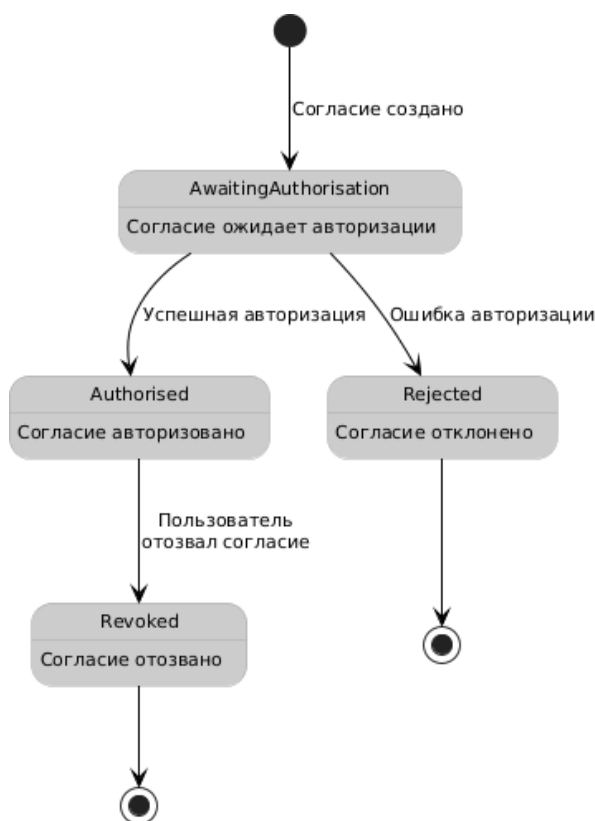 Согласие создано
AwaitingAuthorisation
Согласие ожидает авторизации
Успешная авторизация
Ошибка авторизации
Authorised
Согласие авторизовано
Rejected
Согласие отклонено
Пользователь
отозвал согласие
Revoked
Согласие отозвано